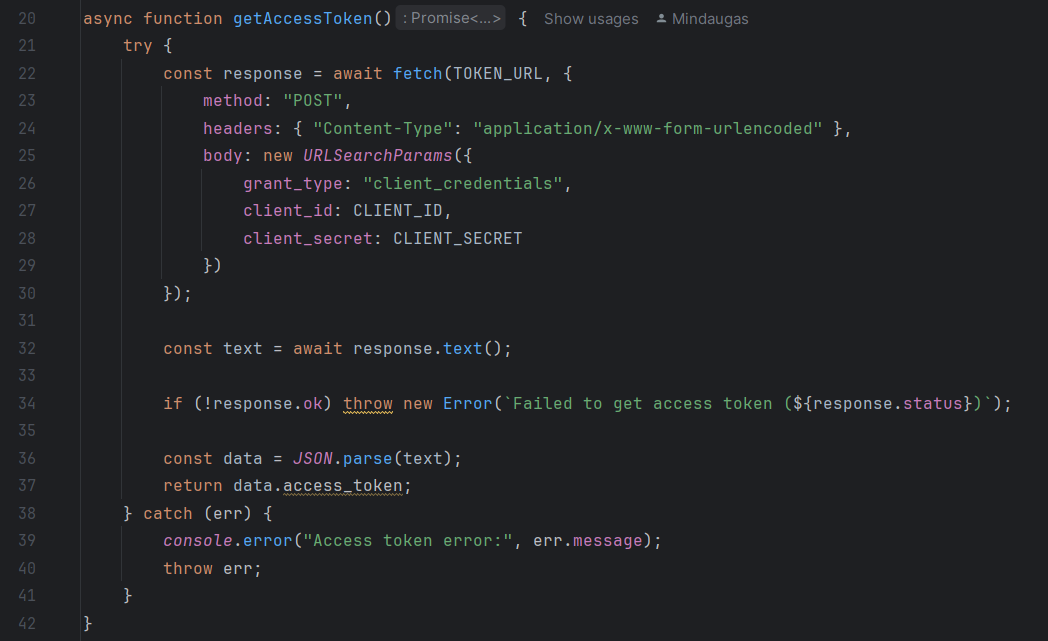 20 async function getAccessToken() : Promise<...> { Show usages Mindaugas
21 try {
22 const response = await fetch(TOKEN_URL, {
23 method: "POST",
24 headers: { "Content-Type": "application/x-www-form-urlencoded" },
25 body: new URLSearchParams({
26 grant_type: "client_credentials",
27 client_id: CLIENT_ID,
28 client_secret: CLIENT_SECRET
29 })
30 });
31
32 const text = await response.text();
33
34 if (!response.ok) throw new Error(`Failed to get access token (${response.status})`);
35
36 const data = JSON.parse(text);
37 return data.access_token;
38 } catch (err) {
39 console.error("Access token error:", err.message);
40 throw err;
41 }
42 }